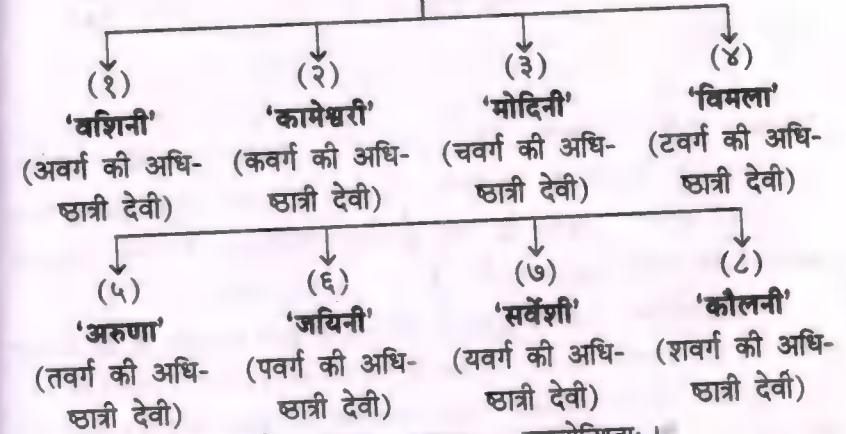 (१) (२) (३) (४)
‘वशिनी’ ‘कामेश्वरी’ ‘मोदिनी’ ‘विमला’
(अवर्ग की अधि- (कवर्ग की अधि- (चवर्ग की अधि- (टवर्ग की अधि-
ष्ठात्री देवी) ष्ठात्री देवी) ष्ठात्री देवी) ष्ठात्री देवी)
(५) (६) (७) (८)
‘अरुणा’ ‘जयिनी’ ‘सर्वेशी’ ‘कौलनी’
(तवर्ग की अधि- (पवर्ग की अधि- (यवर्ग की अधि- (शवर्ग की अधि-
ष्ठात्री देवी) ष्ठात्री देवी) ष्ठात्री देवी) ष्ठात्री देवी)